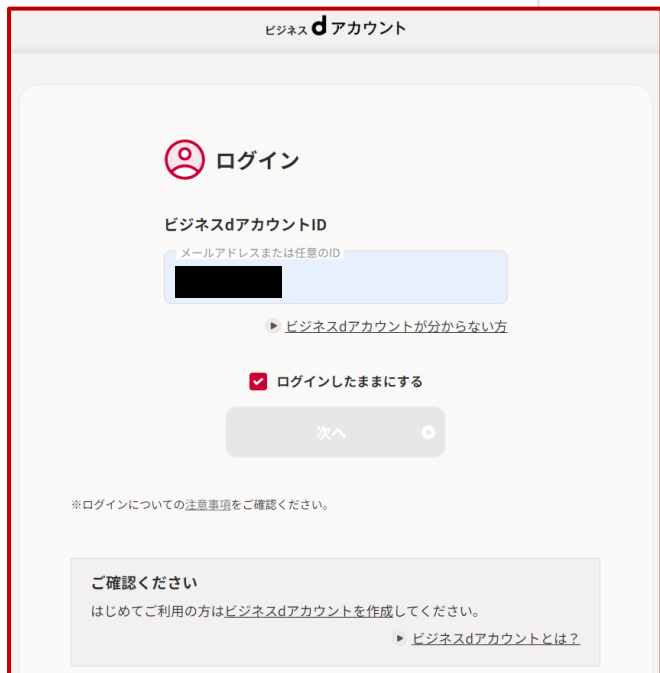 ビジネス dアカウント
ログイン
ビジネスdアカウントID
メールアドレスまたは任意のID
ビジネスdアカウントが分からない方
ログインしたままにする
次へ
※ログインについての注意事項をご確認ください。
ご確認ください
はじめてご利用の方はビジネスdアカウントを作成してください。
ビジネスdアカウントとは？